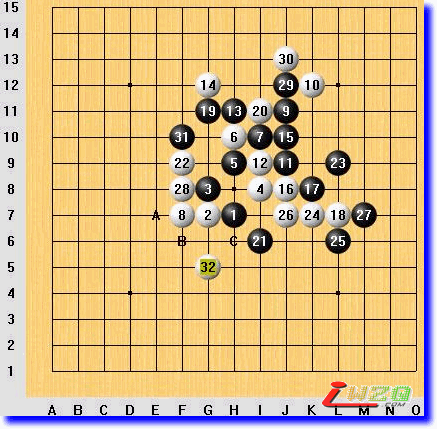 15
14
13 30
12 14 29 10
11 19 13 20 9
10 31 6 7 15
9 22 5 12 11 23
8 28 3 4 16 17
7 A 8 2 1 26 24 18 27
6 B C 21 25
5 32
4
3
2
1
iWZQ.COM
A B C D E F G H I J K L M N O